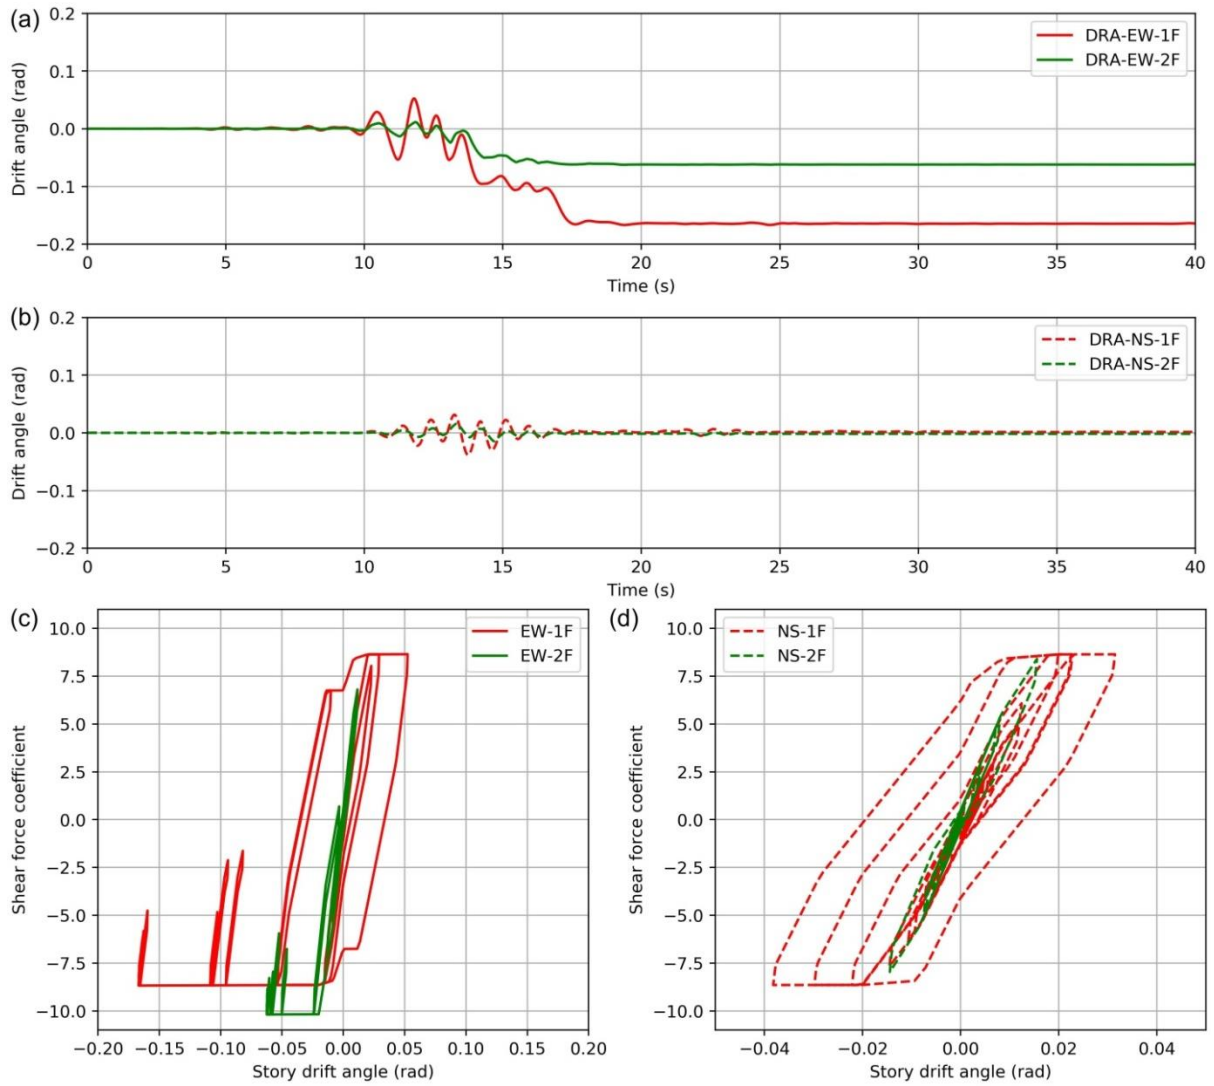 (a)
0.2
0.1
0.0
−0.1
−0.2
Drift angle (rad)
DRA-EW-1F
DRA-EW-2F
0 5 10 15 20 25 30 35 40
Time (s)
(b)
0.2
0.1
0.0
−0.1
−0.2
Drift angle (rad)
DRA-NS-1F
DRA-NS-2F
0 5 10 15 20 25 30 35 40
Time (s)
(c)
10.0
7.5
5.0
2.5
0.0
−2.5
−5.0
−7.5
−10.0
Shear force coefficient
EW-1F
EW-2F
−0.20 −0.15 −0.10 −0.05 0.00 0.05 0.10 0.15 0.20
Story drift angle (rad)
(d)
10.0
7.5
5.0
2.5
0.0
−2.5
−5.0
−7.5
−10.0
Shear force coefficient
NS-1F
NS-2F
−0.04 −0.02 0.00 0.02 0.04
Story drift angle (rad)